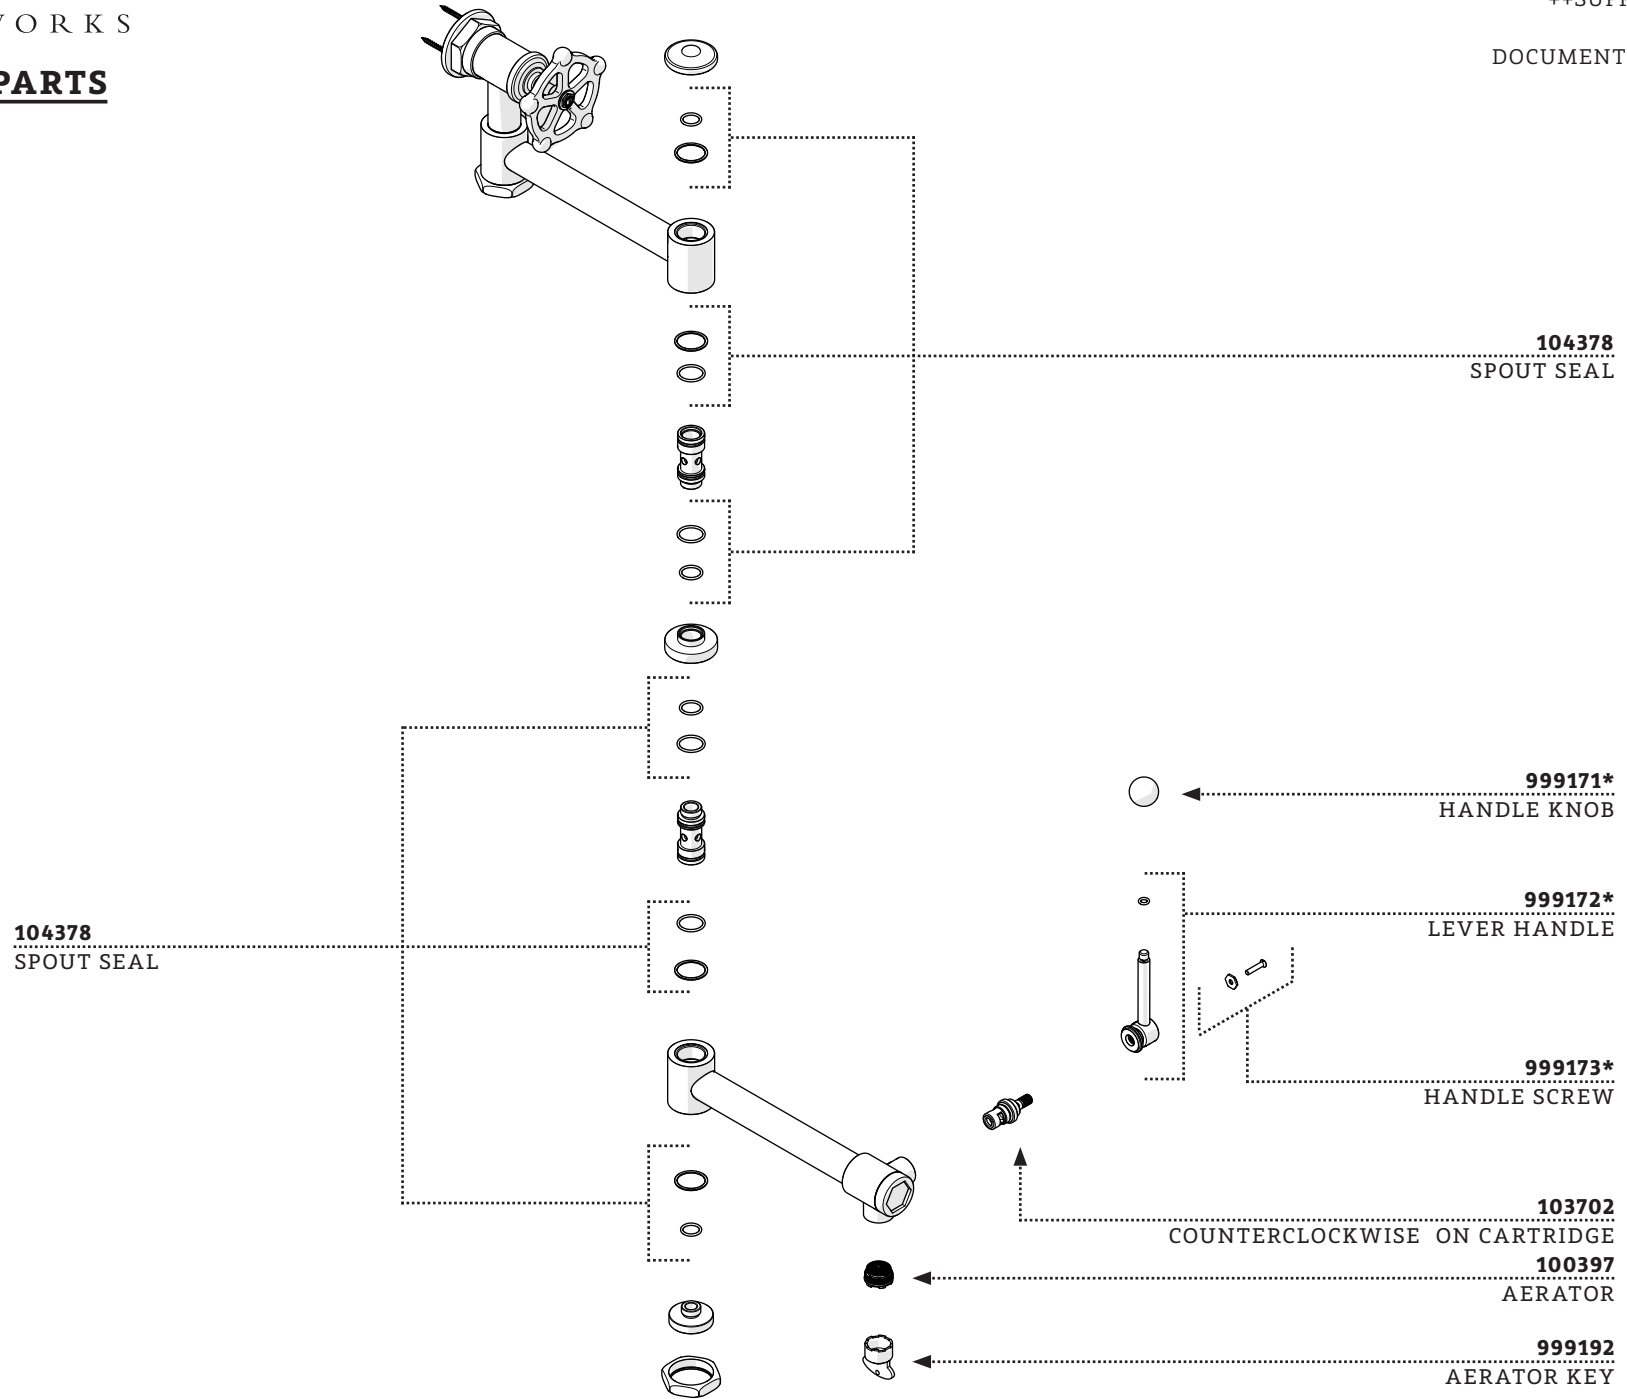 WORKS
PARTS
DOCUMENT
104378
SPOUT SEAL
999171*
HANDLE KNOB
999172*
LEVER HANDLE
104378
SPOUT SEAL
999173*
HANDLE SCREW
103702
COUNTERCLOCKWISE ON CARTRIDGE
100397
AERATOR
999192
AERATOR KEY